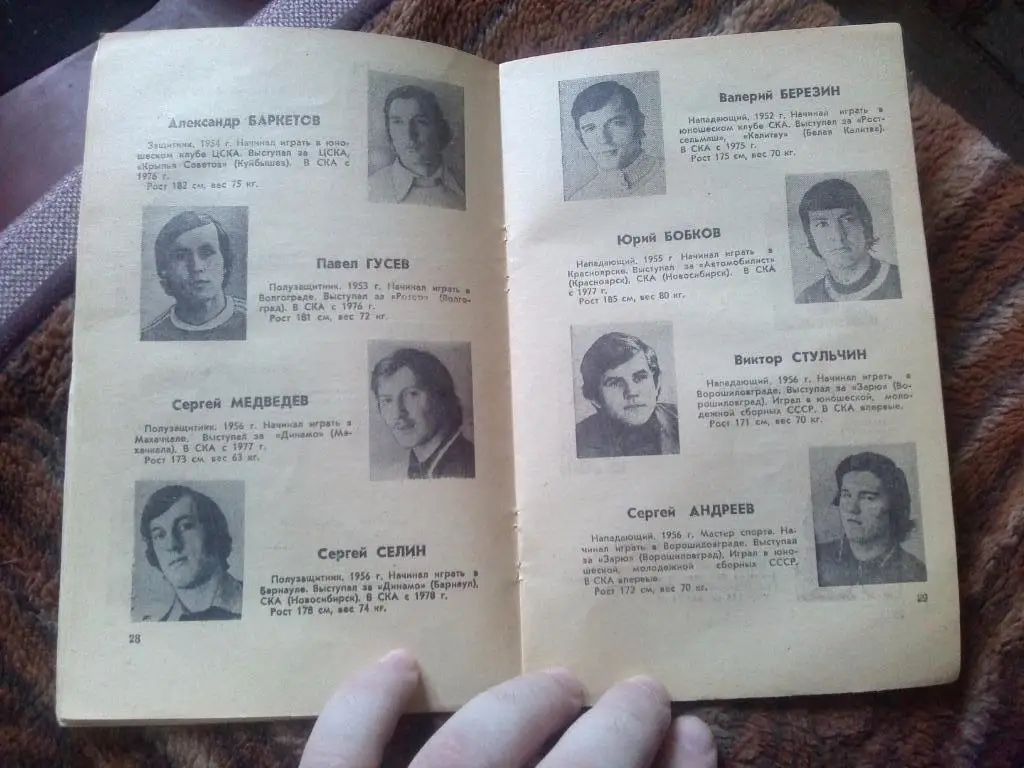 Александр БАРКЕТОВ
Защитник, 1954 г. Начинал играть в юно-
шеском клубе ЦСКА. Выступал за ЦСКА,
«Крылья Советов» (Куйбышев). В СКА с
1976 г.
Рост 182 см, вес 75 кг.
Павел ГУСЕВ
Полузащитник. 1953 г. Начинал играть в
Волгограде. Выступал за «Ротор» (Волго-
град). В СКА с 1976 г.
Рост 181 см, вес 72 кг.
Сергей МЕДВЕДЕВ
Полузащитник. 1956 г. Начинал играть в
Махачкале. Выступал за «Динамо» (Ма-
хачкала). В СКА с 1977 г.
Рост 173 см, вес 63 кг.
Сергей СЕЛИН
Полузащитник. 1956 г. Начинал играть в
Барнауле. Выступал за «Динамо» (Барнаул),
СКА (Новосибирск). В СКА с 1978 г.
Рост 178 см, вес 74 кг.
28
Валерий БЕРЕЗИН
Нападающий, 1952 г. Начинал играть в
юношеском клубе СКА. Выступал за «Рост-
сельмаш», «Калитву» (Белая Калитва).
В СКА с 1975 г.
Рост 175 см, вес 70 кг.
Юрий БОБКОВ
Нападающий. 1955 г Начинал играть в
Красноярске. Выступал за «Автомобилист»
(Красноярск), СКА (Новосибирск). В СКА
с 1977 г.
Рост 185 см, вес 80 кг.
Виктор СТУЛЬЧИН
Нападающий, 1956 г. Начинал играть в
Ворошиловграде. Выступал за «Зарю» (Во-
рошиловград). Играл в юношеской, моло-
дежной сборных СССР. В СКА впервые.
Рост 171 см, вес 70 кг.
Сергей АНДРЕЕВ
Нападающий, 1956 г. Мастер спорта. На-
чинал играть в Ворошиловграде. Выступал
за «Зарю» (Ворошиловград), Играл в юно-
шеской, молодежной сборных СССР.
В СКА впервые.
Рост 172 см, вес 70 кг.
29